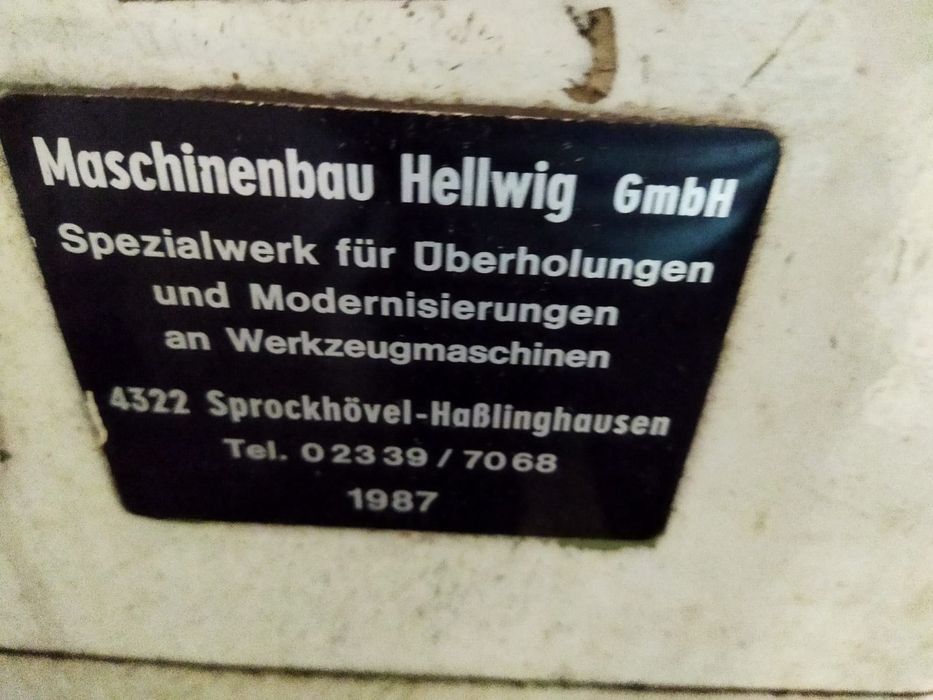 Maschinenbau Hellwig GmbH
Spezialwerk für Überholungen
und Modernisierungen
an Werkzeugmaschinen
4322 Sprockhövel-Haßlinghausen
Tel. 02339/7068
1987